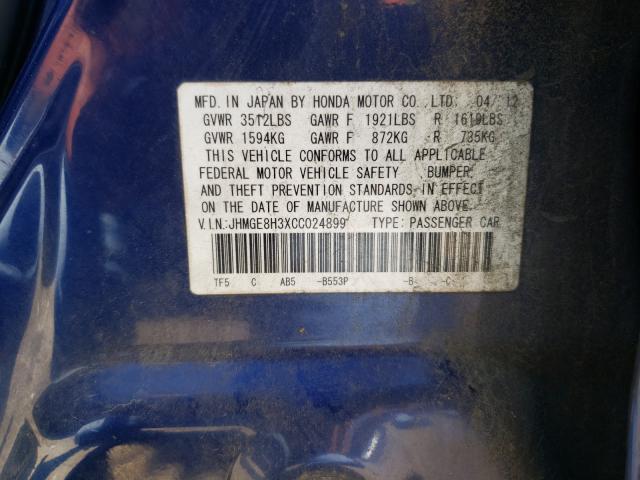 MFD. IN JAPAN BY HONDA MOTOR CO., LTD. 04/12
GVWR 3512LBS GAWR F 1921LBS R 1619LBS
GVWR 1594KG GAWR F 872KG R 735KG
THIS VEHICLE CONFORMS TO ALL APPLICABLE
FEDERAL MOTOR VEHICLE SAFETY BUMPER,
AND THEFT PREVENTION STANDARDS IN EFFECT
ON THE DATE OF MANUFACTURE SHOWN ABOVE.
V.I.N.:JHMGE8H3XCC024899 TYPE: PASSENGER CAR
TF5 C AB5 -B553P -B- -C-